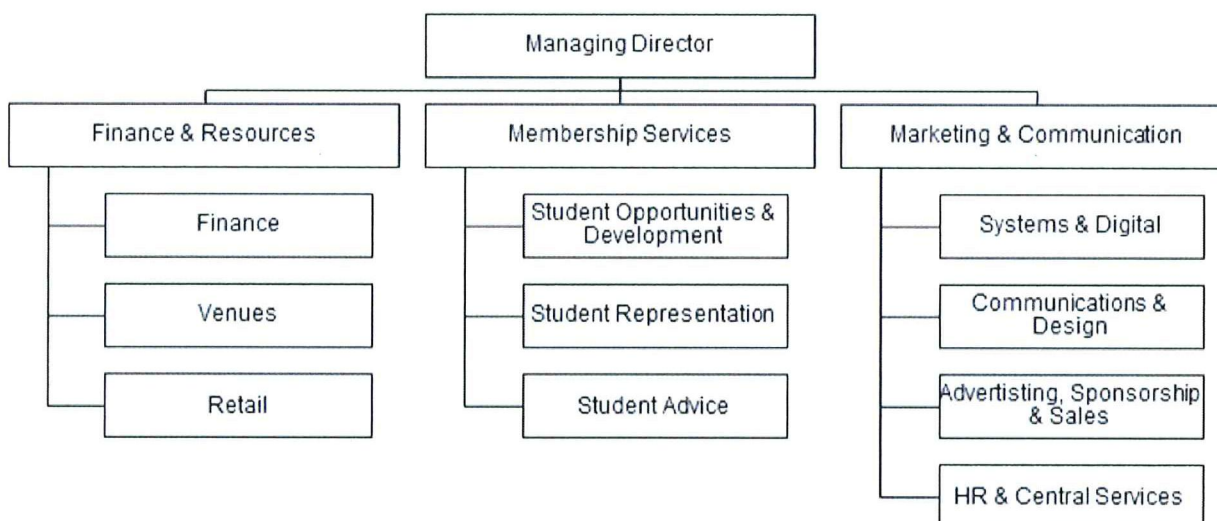 Managing Director
Finance & Resources
Finance
Venues
Retail
Membership Services
Student Opportunities &
Development
Student Representation
Student Advice
Marketing & Communication
Systems & Digital
Communications &
Design
Advertisting, Sponsorship
& Sales
HR & Central Services